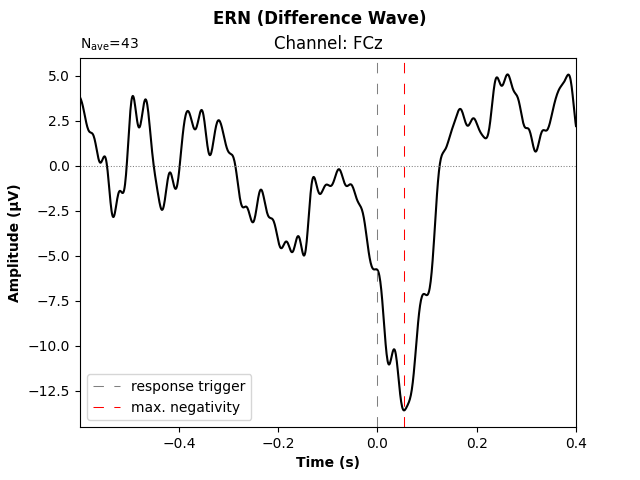 ERN (Difference Wave)
Nave=43
Channel: FCz
5.0
2.5
0.0
−2.5
−5.0
−7.5
−10.0
−12.5
Amplitude (µV)
response trigger
max. negativity
−0.4
−0.2
0.0
0.2
0.4
Time (s)